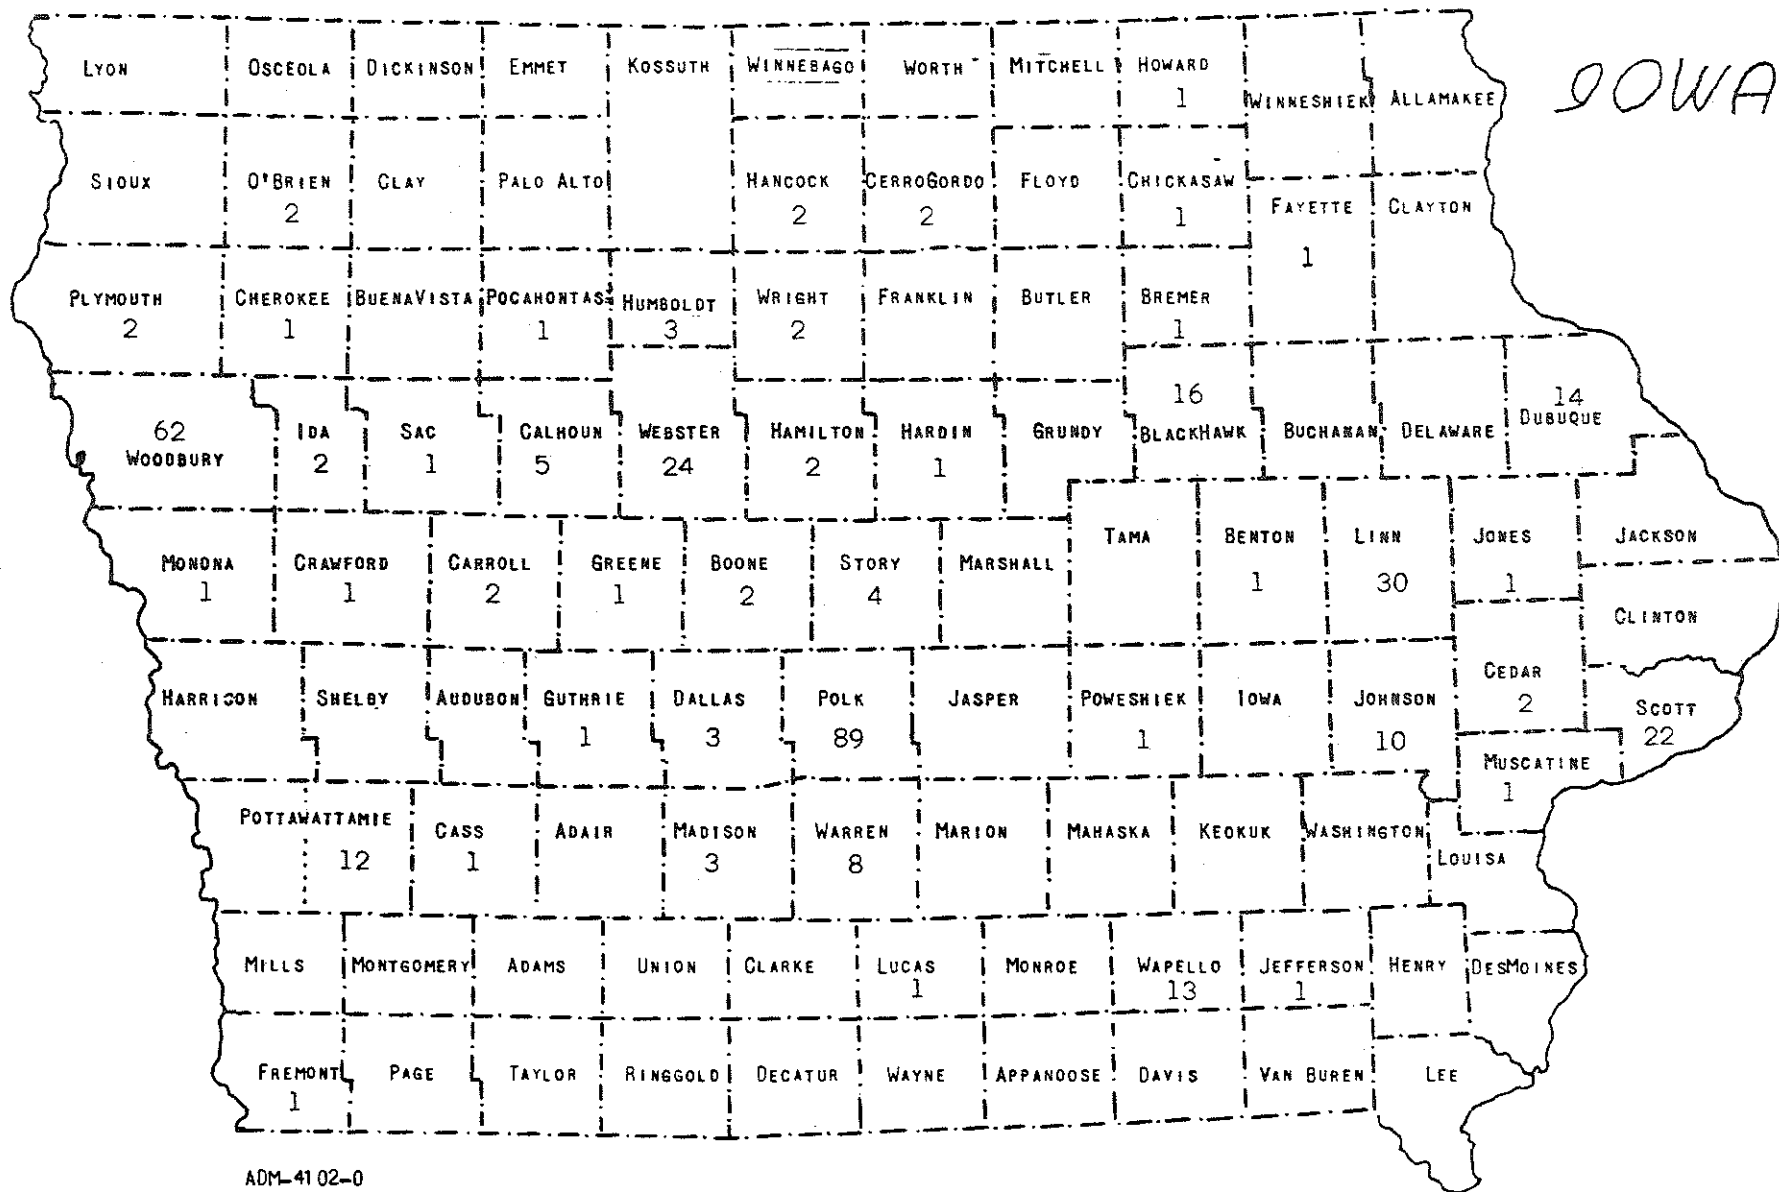 IOWA
LYON
OSCEOLA
DICKINSON
EMMET
KOSSUTH
WINNEBAGO
WORTH
MITCHELL
HOWARD
1
WINNESHIEK
ALLAMAKEE
SIOUX
O'BRIEN
2
CLAY
PALO ALTO
HANCOCK
2
CERROGORDO
2
FLOYD
CHICKASAW
1
FAYETTE
1
CLAYTON
PLYMOUTH
2
CHEROKEE
1
BUENAVISTA
POCAHONTAS
1
HUMBOLDT
3
WRIGHT
2
FRANKLIN
BUTLER
BREMER
1
62
WOODBURY
IDA
2
SAC
1
CALHOUN
5
WEBSTER
24
HAMILTON
2
HARDIN
1
GRUNDY
16
BLACKHAWK
BUCHANAN
DELAWARE
14
DUBUQUE
MONONA
1
CRAWFORD
1
CARROLL
2
GREENE
1
BOONE
2
STORY
4
MARSHALL
TAMA
BENTON
1
LINN
30
JONES
1
JACKSON
CLINTON
HARRISON
SHELBY
AUDUBON
GUTHRIE
1
DALLAS
3
POLK
89
JASPER
POWESHIEK
1
IOWA
JOHNSON
10
CEDAR
2
SCOTT
22
MUSCATINE
1
POTTAWATTAMIE
12
CASS
1
ADAIR
MADISON
3
WARREN
8
MARION
MAHASKA
KEOKUK
WASHINGTON
LOUISA
MILLS
MONTGOMERY
ADAMS
UNION
CLARKE
LUCAS
1
MONROE
WAPELLO
13
JEFFERSON
1
HENRY
DESMOINES
FREMONT
1
PAGE
TAYLOR
RINGGOLD
DECATUR
WAYNE
APPANOOSE
DAVIS
VAN BUREN
LEE
ADM-4102-0